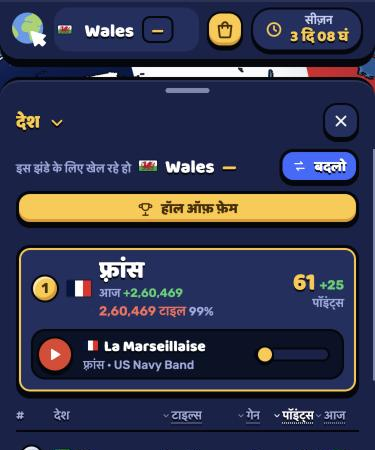 Wales –
सीज़न
3 दि 08 घं
देश
इस झंडे के लिए खेल रहे हो Wales – बदलो
हॉल ऑफ़ फ़ेम
1 फ़्रांस
आज +2,60,469
2,60,469 टाइल 99%
61 +25
पॉइंट्स
La Marseillaise
फ़्रांस • US Navy Band
# देश टाइल्स गेन पॉइंट्स आज